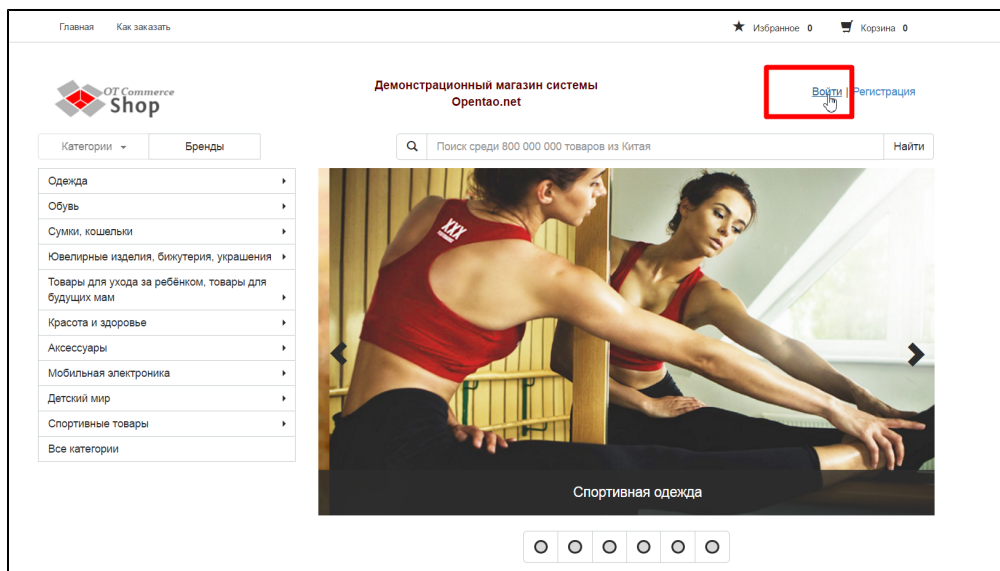 Главная Как заказать Избранное 0 Корзина 0
OT Commerce
Shop
Демонстрационный магазин системы
Opentao.net
Войти | Регистрация
Категории Бренды Поиск среди 800 000 000 товаров из Китая Найти
Одежда
Обувь
Сумки, кошельки
Ювелирные изделия, бижутерия, украшения
Товары для ухода за ребёнком, товары для
будущих мам
Красота и здоровье
Аксессуары
Мобильная электроника
Детский мир
Спортивные товары
Все категории
XXX
Спортивная одежда